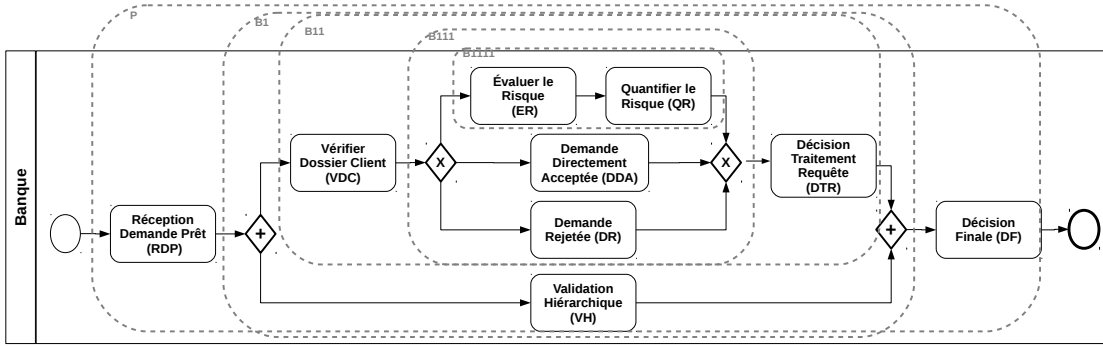 P
B1
B11
B111
B1111
Banque
Réception
Demande Prêt
(RDP)
+
Vérifier
Dossier Client
(VDC)
X
Évaluer le
Risque
(ER)
Quantifier le
Risque (QR)
Demande
Directement
Acceptée (DDA)
Demande
Rejetée (DR)
X
Décision
Traitement
Requête
(DTR)
Validation
Hiérarchique
(VH)
+
Décision
Finale (DF)